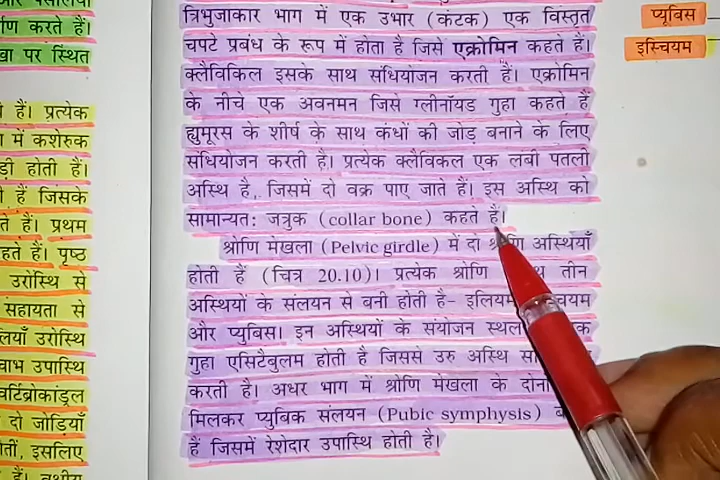 र्माण करते हैं।
खा पर स्थित
हैं। प्रत्येक
में कशेरुक
होती हैं।
हैं जिसके
हैं। प्रथम
हते हैं। पृष्ठ
उरोस्थि से
सहायता से
उरोस्थि
उपास्थि
वर्टिब्रोकांड्रल
दो जोड़ियाँ
इसलिए
त्रिभुजाकार भाग में एक उभार (कंटक) एक विस्तृत
चपटे प्रबंध के रूप में होता है जिसे एक्रोमिन कहते हैं।
क्लैविकिल इसके साथ संधियोजन करती हैं। एक्रोमिन
के नीचे एक अवनमन जिसे ग्लीनॉयड गुहा कहते हैं
ह्युमूरस के शीर्ष के साथ कंधों की जोड़ बनाने के लिए
संधियोजन करती है। प्रत्येक क्लैविकल एक लंबी पतली
अस्थि है, जिसमें दो वक्र पाए जाते हैं। इस अस्थि को
सामान्यत: जत्रुक (collar bone) कहते हैं।
श्रोणि मेखला (Pelvic girdle) में दो श्रोणि अस्थियाँ
होती हैं (चित्र 20.10)। प्रत्येक श्रोणि तीन
अस्थियों के संलयन से बनी होती है- इलियम
और प्युबिस। इन अस्थियों के संयोजन स्थल
गुहा एसिटैबुलम होती है जिससे उरु अस्थि
करती है। अधर भाग में श्रोणि मेखला के दोनों
मिलकर प्युबिक संलयन (Pubic symphysis)
हैं जिसमें रेशेदार उपास्थि होती है।
प्यूबिस
इस्चियम